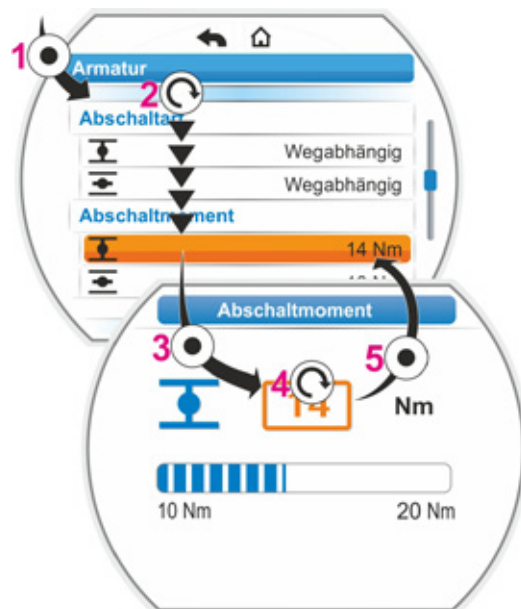 1
Armatur
2
Abschaltart
Wegabhängig
Wegabhängig
Abschaltmoment
14 Nm
Abschaltmoment
3
4
5
14
Nm
10 Nm
20 Nm